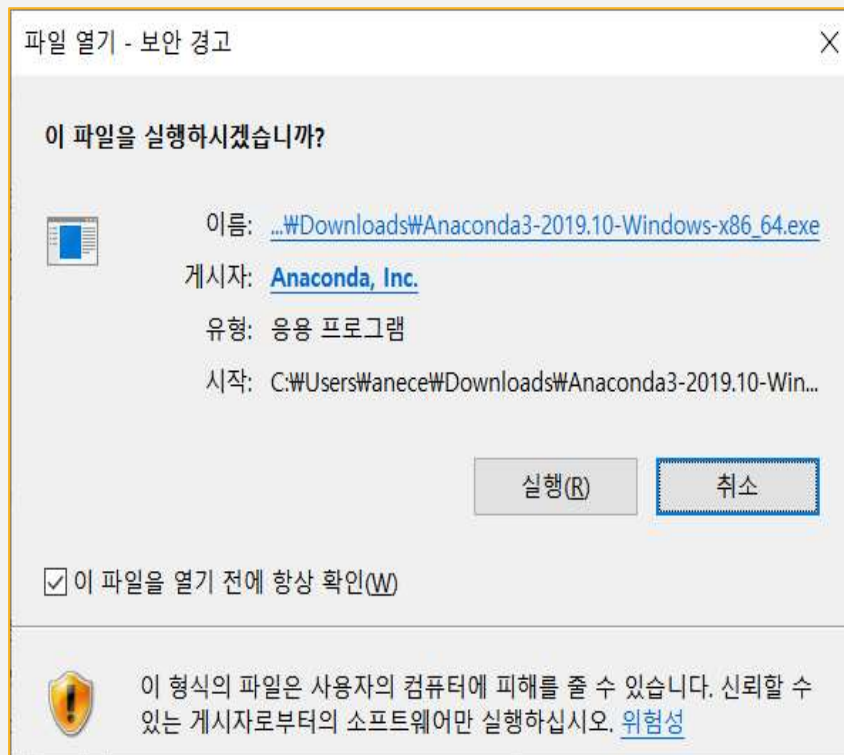 파일 열기 - 보안 경고
이 파일을 실행하시겠습니까?
이름: ...₩Downloads₩Anaconda3-2019.10-Windows-x86_64.exe
게시자: Anaconda, Inc.
유형: 응용 프로그램
시작: C:₩Users₩anece₩Downloads₩Anaconda3-2019.10-Win...
실행(R) 취소
이 파일을 열기 전에 항상 확인(W)
이 형식의 파일은 사용자의 컴퓨터에 피해를 줄 수 있습니다. 신뢰할 수
있는 게시자로부터의 소프트웨어만 실행하십시오. 위험성